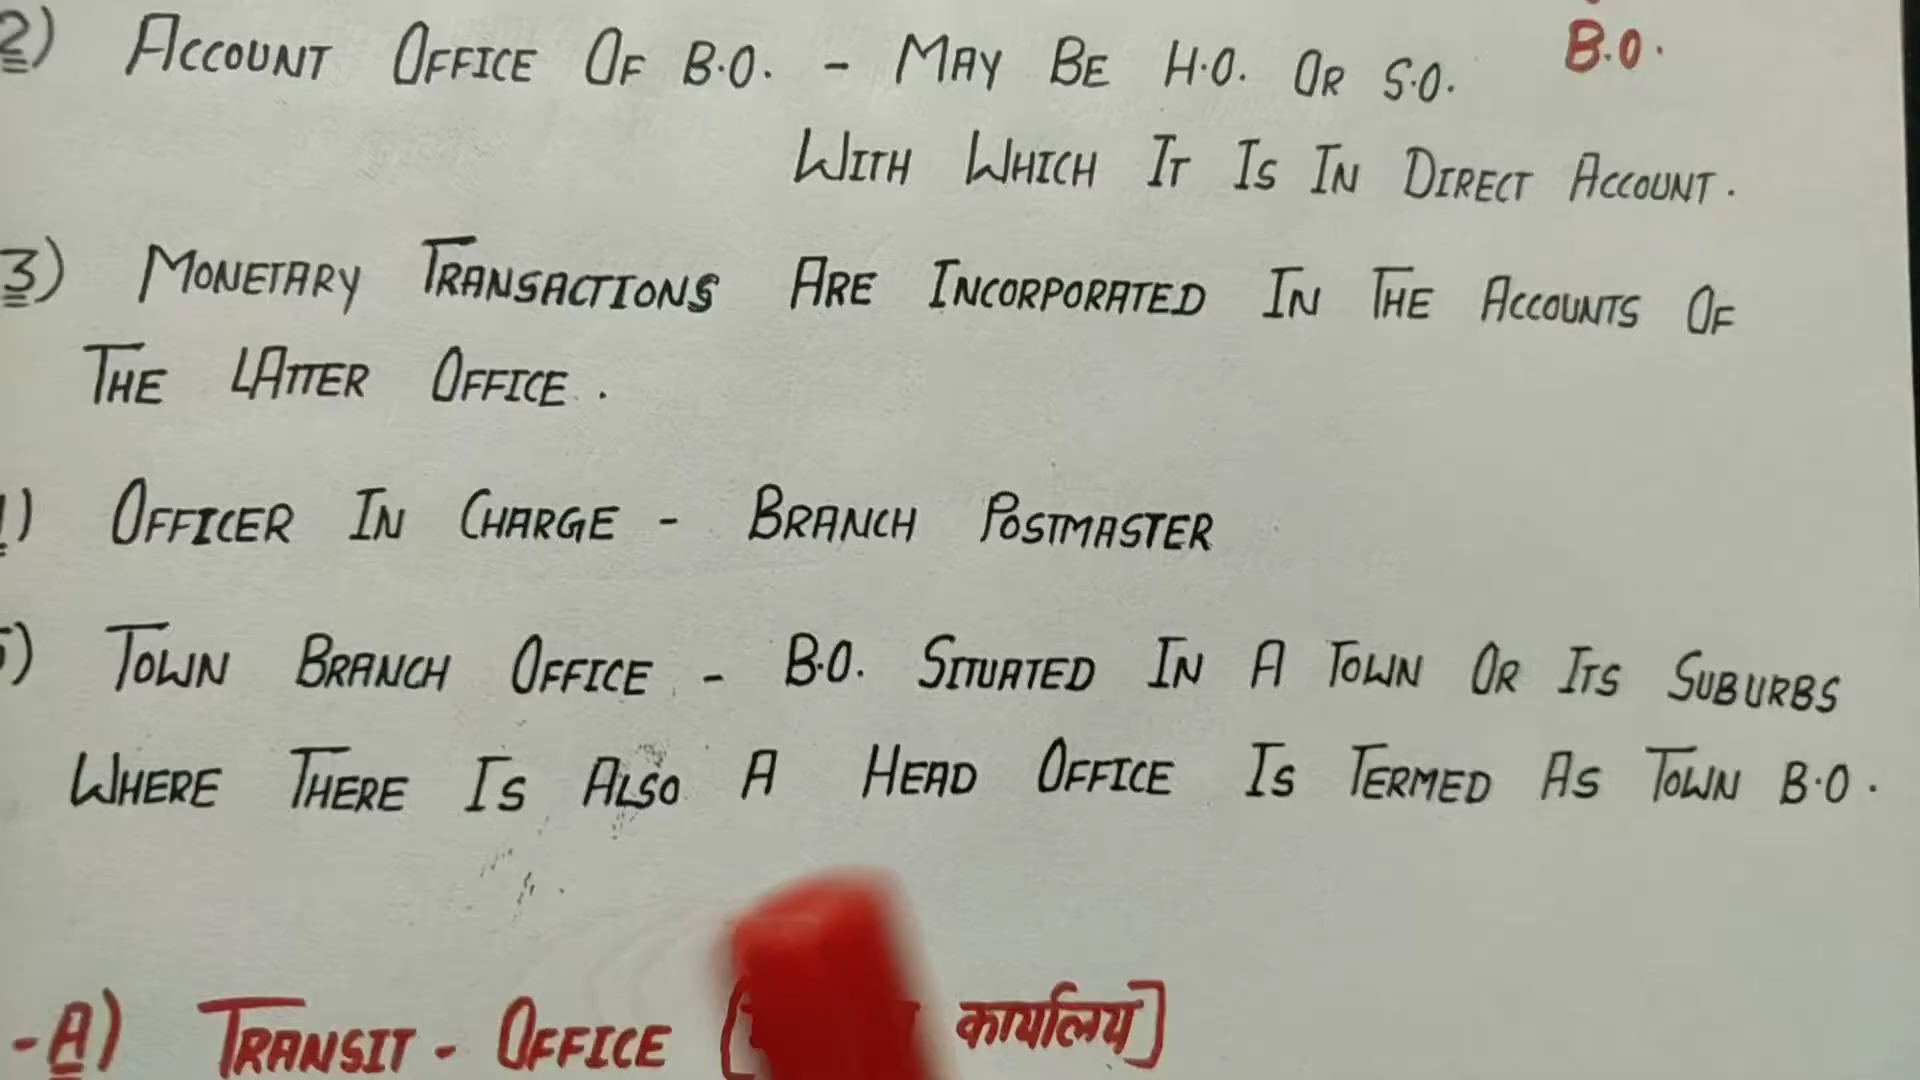 2) ACCOUNT OFFICE OF B.O. - MAY BE H.O. OR S.O.
B.O.
WITH WHICH IT IS IN DIRECT ACCOUNT.
3) MONETARY TRANSACTIONS ARE INCORPORATED IN THE ACCOUNTS OF
THE LATTER OFFICE.
) OFFICER IN CHARGE - BRANCH POSTMASTER
) TOWN BRANCH OFFICE - B.O. SITUATED IN A TOWN OR ITS SUBURBS
WHERE THERE IS ALSO A HEAD OFFICE IS TERMED AS TOWN B.O.
-A) TRANSIT - OFFICE [ कार्यालय]